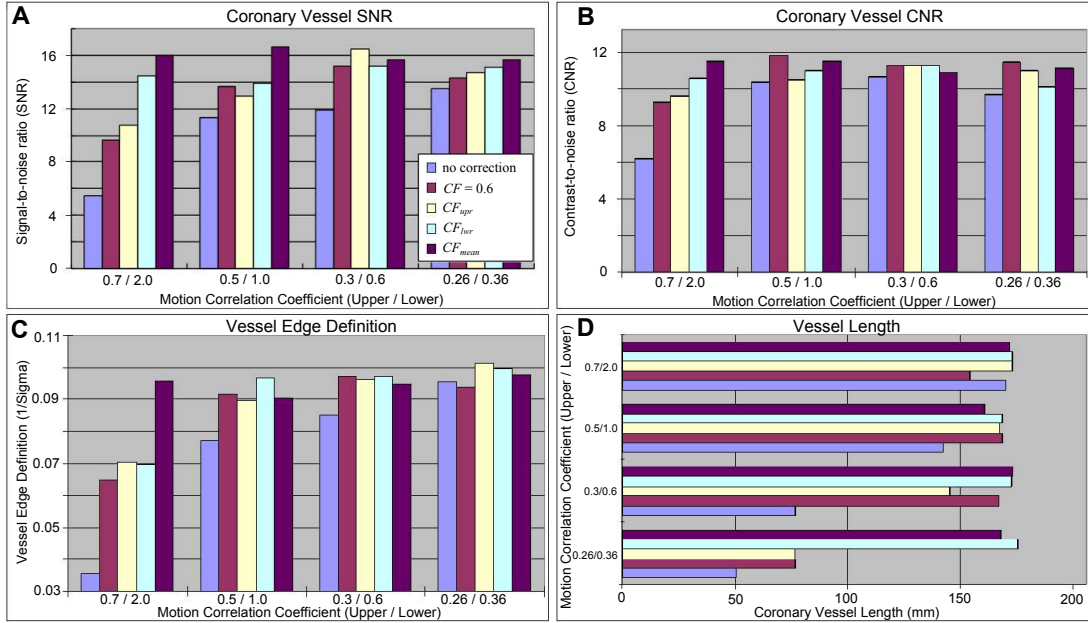 A
Coronary Vessel SNR
Signal-to-noise ratio (SNR)
16
12
8
4
0
no correction
CF = 0.6
CFupr
CFlwr
CFmean
0.7 / 2.0
0.5 / 1.0
0.3 / 0.6
0.26 / 0.36
Motion Correlation Coefficient (Upper / Lower)
B
Coronary Vessel CNR
Contrast-to-noise ratio (CNR)
12
8
4
0
0.7 / 2.0
0.5 / 1.0
0.3 / 0.6
0.26 / 0.36
Motion Correlation Coefficient (Upper / Lower)
C
Vessel Edge Definition
Vessel Edge Definition (1/Sigma)
0.11
0.09
0.07
0.05
0.03
0.7 / 2.0
0.5 / 1.0
0.3 / 0.6
0.26 / 0.36
Motion Correlation Coefficient (Upper / Lower)
D
Vessel Length
Motion Correlation Coefficient (Upper / Lower)
0.7/2.0
0.5/1.0
0.3/0.6
0.26/0.36
0
50
100
150
200
Coronary Vessel Length (mm)